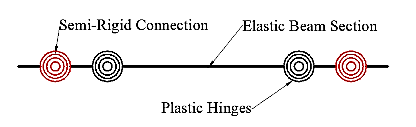 Semi-Rigid Connection
Elastic Beam Section
Plastic Hinges